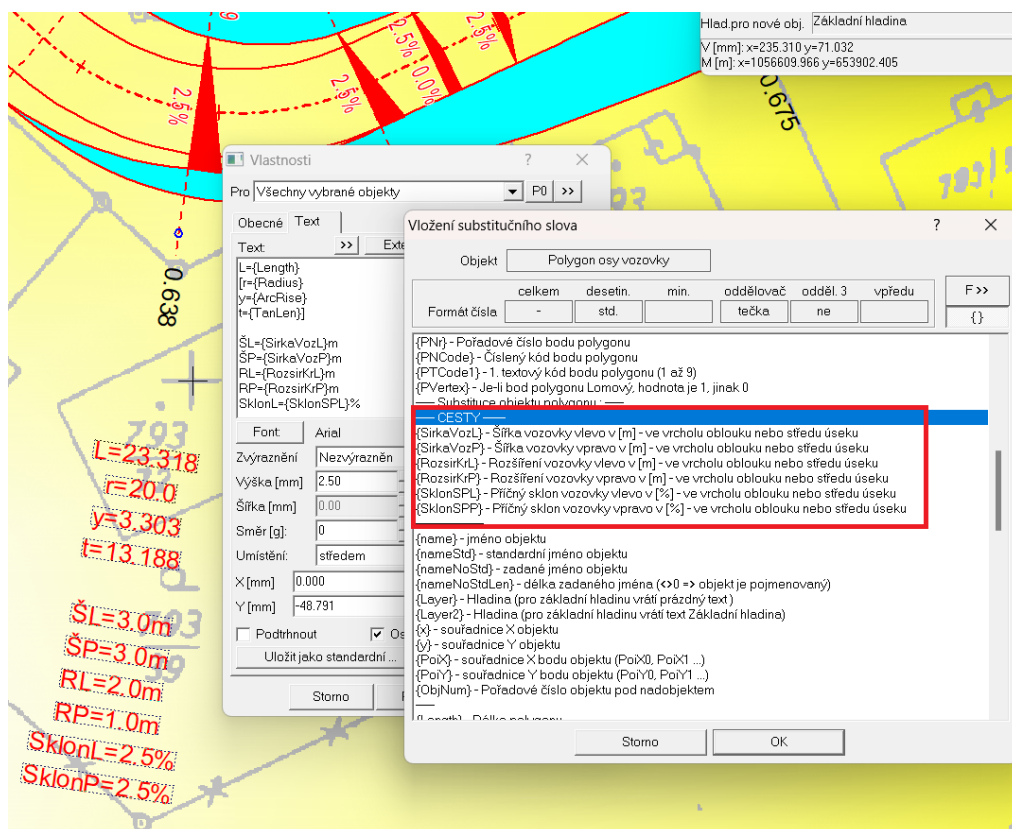 Hlad.pro nové obj. Základní hladina
V [mm]: x=235.310 y=71.032
M [m]: x=1056609.966 y=653902.405
2.5%
2.5%
2.5%
0.0%
2.5%
0.675
0.638
793
793
L=23.318
r=20.0
y=3.303
t=13.188
ŠL=3.0m
ŠP=3.0m
RL=2.0m
RP=1.0m
SklonL=2.5%
SklonP=2.5%
39
Vlastnosti ?
Pro Všechny vybrané objekty P0 >>
Obecné Text
Text: >>
L={Length}
[r={Radius}
y={ArcRise}
t={TanLen}]
ŠL={SirkaVozL}m
ŠP={SirkaVozP}m
RL={RozsirKrL}m
RP={RozsirKrP}m
SklonL={SklonSPL}%
Font Arial
Zvýraznění Nezvýrazněn
Výška [mm] 2.50
Šířka [mm] 0.00
Směr [g]: 0
Umístění: středem
X [mm] 0.000
Y [mm] -48.791
Podtrhnout
Uložit jako standardní ...
Storno
Vložení substitučního slova ?
Objekt Polygon osy vozovky
celkem desetin. min. oddělovač odděl. 3 vpředu F >>
Formát čísla - std. tečka ne {}
{PNr} - Pořadové číslo bodu polygonu
{PNCode} - Číslený kód bodu polygonu
{PTCode1} - 1. textový kód bodu polygonu (1 až 9)
{PVertex} - Je-li bod polygonu Lomový, hodnota je 1, jinak 0
—— Substituce objektu polygonu : ——
—— CESTY ——
{SirkaVozL} - Šířka vozovky vlevo v [m] - ve vrcholu oblouku nebo středu úseku
{SirkaVozP} - Šířka vozovky vpravo v [m] - ve vrcholu oblouku nebo středu úseku
{RozsirKrL} - Rozšíření vozovky vlevo v [m] - ve vrcholu oblouku nebo středu úseku
{RozsirKrP} - Rozšíření vozovky vpravo v [m] - ve vrcholu oblouku nebo středu úseku
{SklonSPL} - Příčný sklon vozovky vlevo v [%] - ve vrcholu oblouku nebo středu úseku
{SklonSPP} - Příčný sklon vozovky vpravo v [%] - ve vrcholu oblouku nebo středu úseku
{name} - jméno objektu
{nameStd} - standardní jméno objektu
{nameNoStd} - zadané jméno objektu
{nameNoStdLen} - délka zadaného jména (<>0 => objekt je pojmenovaný)
{Layer} - Hladina (pro základní hladinu vrátí prázdný text )
{Layer2} - Hladina (pro základní hladinu vrátí text Základní hladina)
{x} - souřadnice X objektu
{y} - souřadnice Y objektu
{PoiX} - souřadnice X bodu objektu (PoiX0, PoiX1 ...)
{PoiY} - souřadnice Y bodu objektu (PoiY0, PoiY1 ...)
{ObjNum} - Pořadové číslo objektu pod nadobjektem
{Length} - Délka polygonu
Storno OK